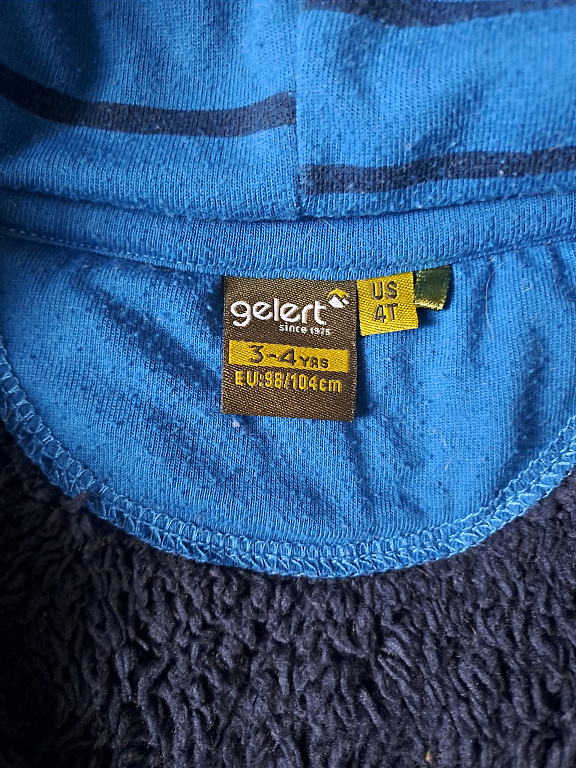 gelert
since 1975
3-4 YRS
EU:98/104cm
US
4T